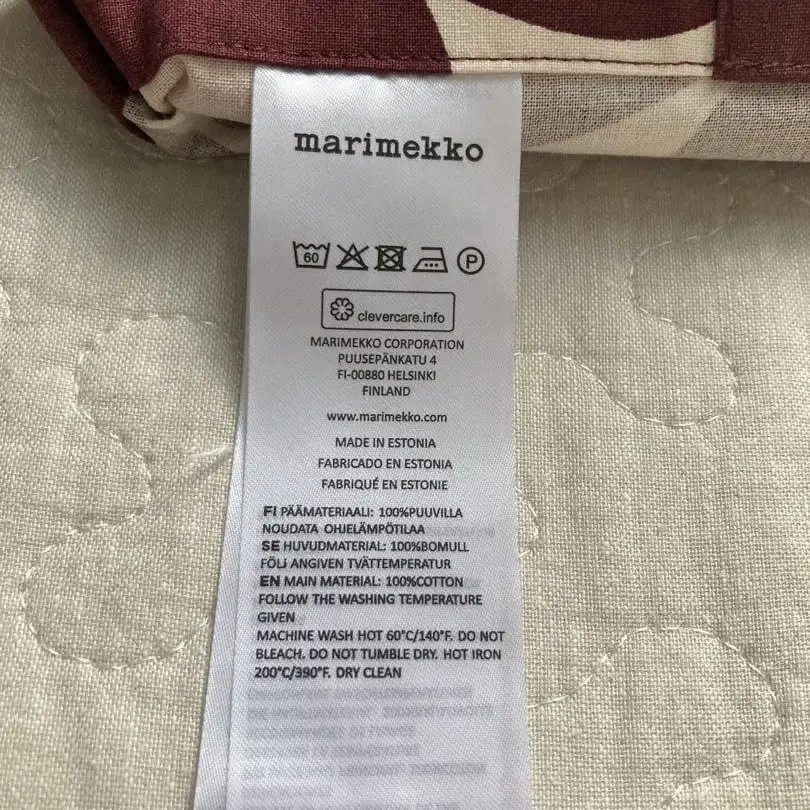 marimekko
60 P
clevercare.info
MARIMEKKO CORPORATION
PUUSEPÄNKATU 4
FI-00880 HELSINKI
FINLAND
www.marimekko.com
MADE IN ESTONIA
FABRICADO EN ESTONIA
FABRIQUÉ EN ESTONIE
FI PÄÄMATERIAALI: 100%PUUVILLA
NOUDATA OHJELÄMPÖTILAA
SE HUVUDMATERIAL: 100%BOMULL
FÖLJ ANGIVEN TVÄTTEMPERATUR
EN MAIN MATERIAL: 100%COTTON
FOLLOW THE WASHING TEMPERATURE
GIVEN
MACHINE WASH HOT 60°C/140°F. DO NOT
BLEACH. DO NOT TUMBLE DRY. HOT IRON
200°C/390°F. DRY CLEAN